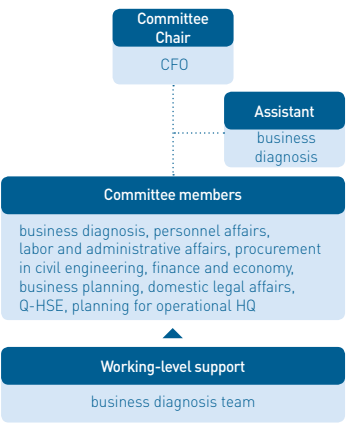 Committee
Chair
CFO
Assistant
business
diagnosis
Committee members
business diagnosis, personnel affairs,
labor and administrative affairs, procurement
in civil engineering, finance and economy,
business planning, domestic legal affairs,
Q-HSE, planning for operational HQ
Working-level support
business diagnosis team